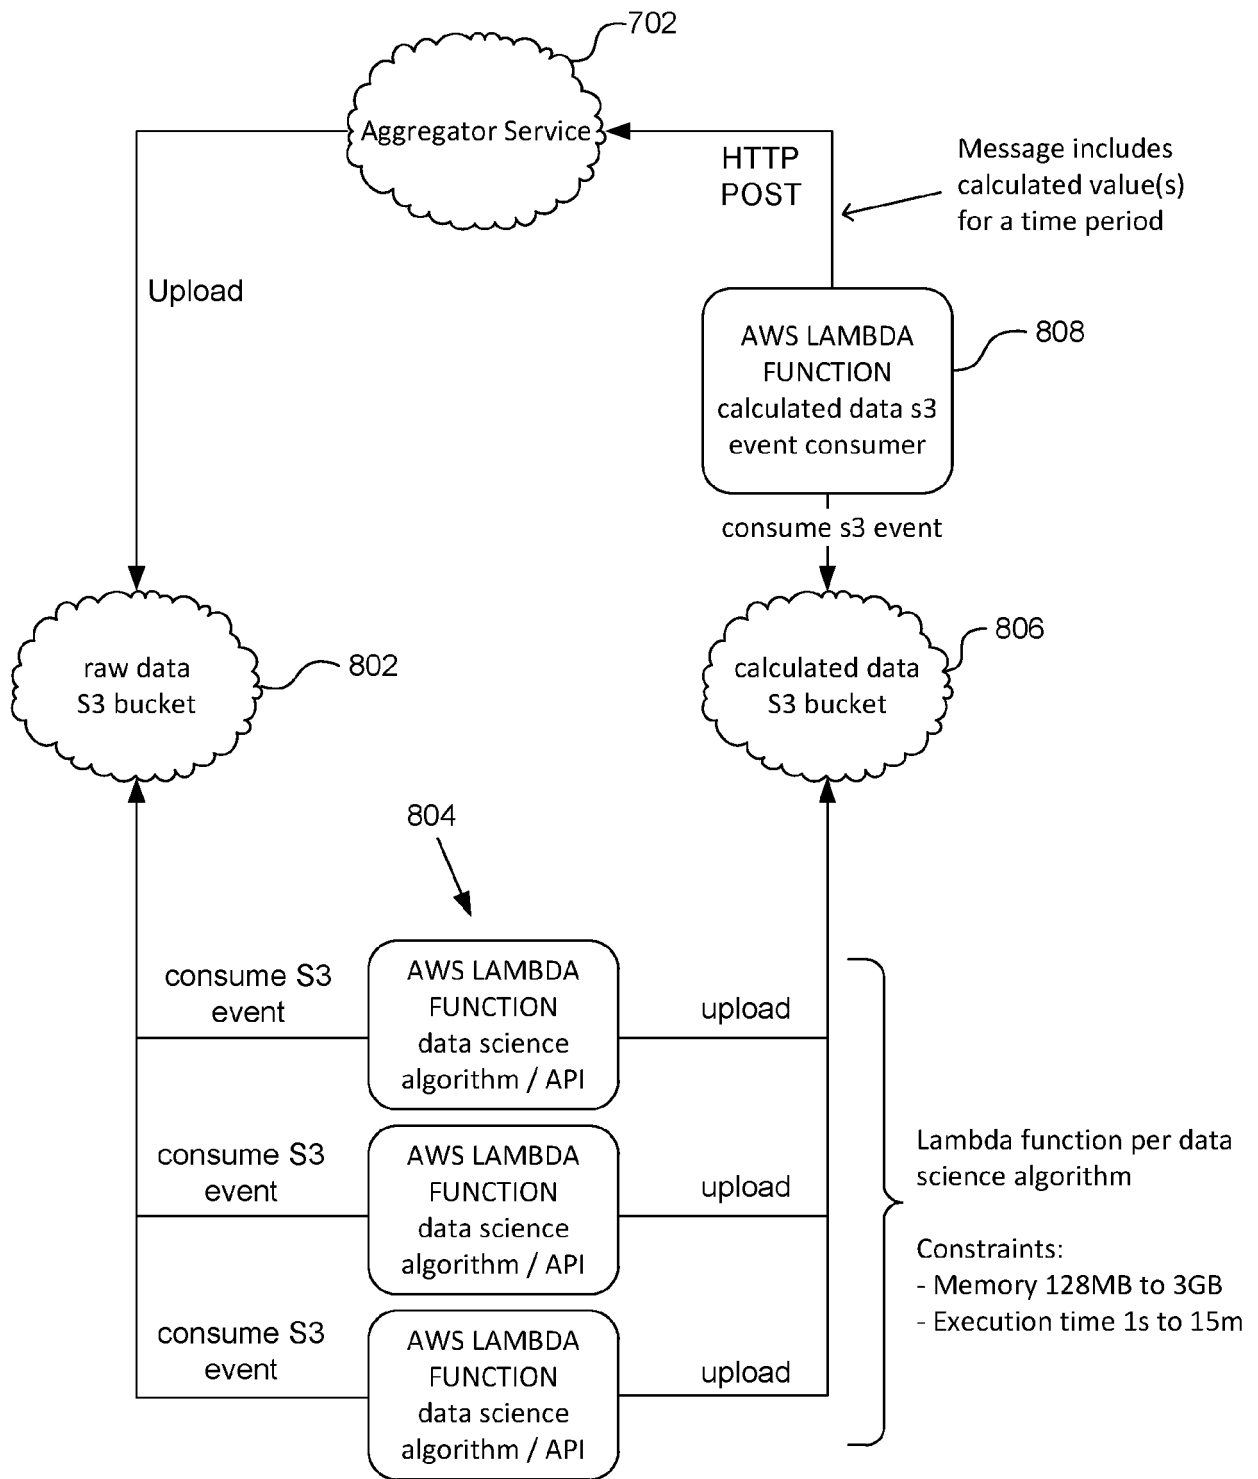 702
Aggregator Service
HTTP
POST
Message includes
calculated value(s)
for a time period
Upload
AWS LAMBDA
FUNCTION
calculated data s3
event consumer
808
consume s3 event
raw data
S3 bucket
802
calculated data
S3 bucket
806
804
consume S3
event
AWS LAMBDA
FUNCTION
data science
algorithm / API
upload
consume S3
event
AWS LAMBDA
FUNCTION
data science
algorithm / API
upload
consume S3
event
AWS LAMBDA
FUNCTION
data science
algorithm / API
upload
Lambda function per data
science algorithm
Constraints:
- Memory 128MB to 3GB
- Execution time 1s to 15m